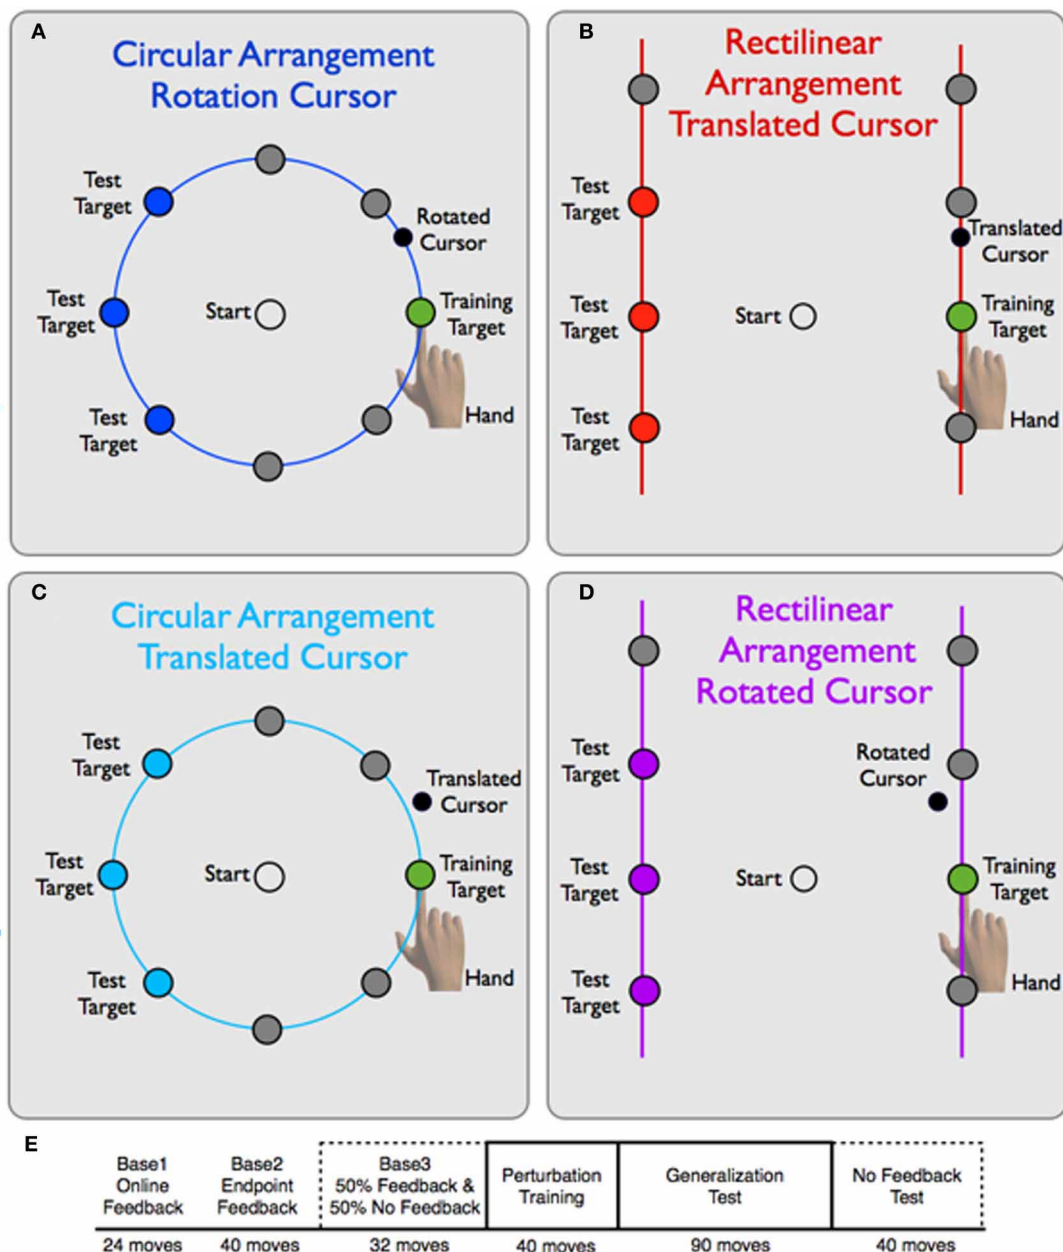 A
Circular Arrangement
Rotation Cursor
Test
Target
Rotated
Cursor
Test
Target
Start
Training
Target
Test
Target
Hand
B
Rectilinear
Arrangement
Translated Cursor
Test
Target
Translated
Cursor
Test
Target
Start
Training
Target
Test
Target
Hand
C
Circular Arrangement
Translated Cursor
Test
Target
Translated
Cursor
Test
Target
Start
Training
Target
Test
Target
Hand
D
Rectilinear
Arrangement
Rotated Cursor
Test
Target
Rotated
Cursor
Test
Target
Start
Training
Target
Test
Target
Hand
E
Base1
Online
Feedback
24 moves
Base2
Endpoint
Feedback
40 moves
Base3
50% Feedback &
50% No Feedback
32 moves
Perturbation
Training
40 moves
Generalization
Test
90 moves
No Feedback
Test
40 moves